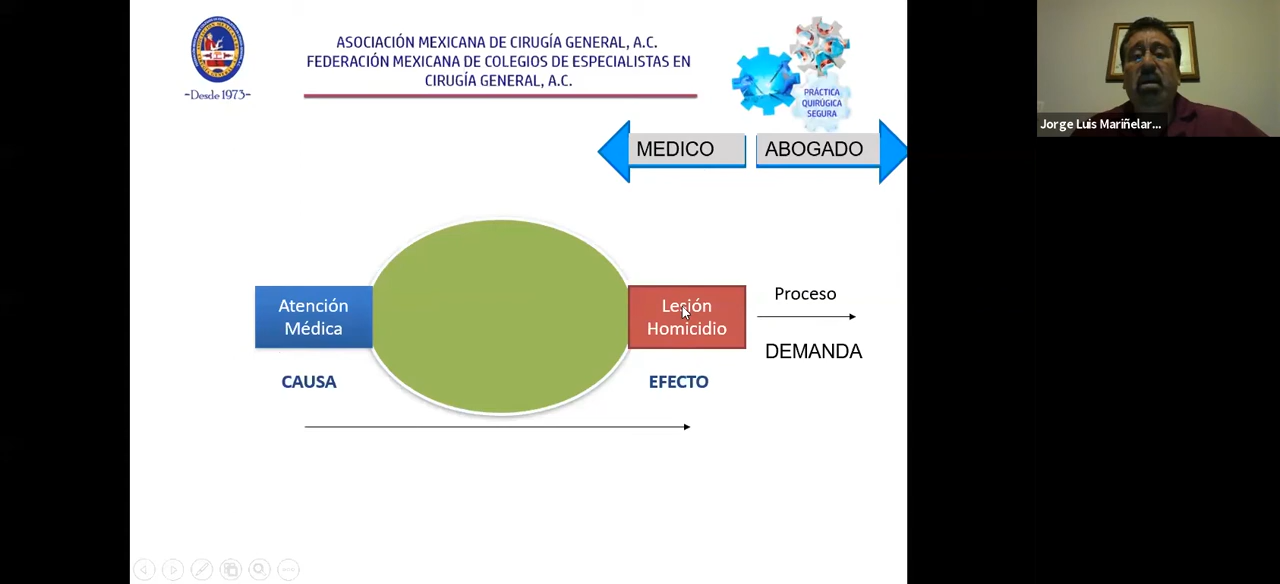 ASOCIACIÓN MEXICANA DE CIRUGÍA GENERAL, A.C.
FEDERACIÓN MEXICANA DE COLEGIOS DE ESPECIALISTAS EN
CIRUGÍA GENERAL, A.C.
~Desde 1973~
PRÁCTICA
QUIRÚGICA
SEGURA
Jorge Luis Mariñelar...
MEDICO
ABOGADO
Atención
Médica
Lesión
Homicidio
Proceso
DEMANDA
CAUSA
EFECTO